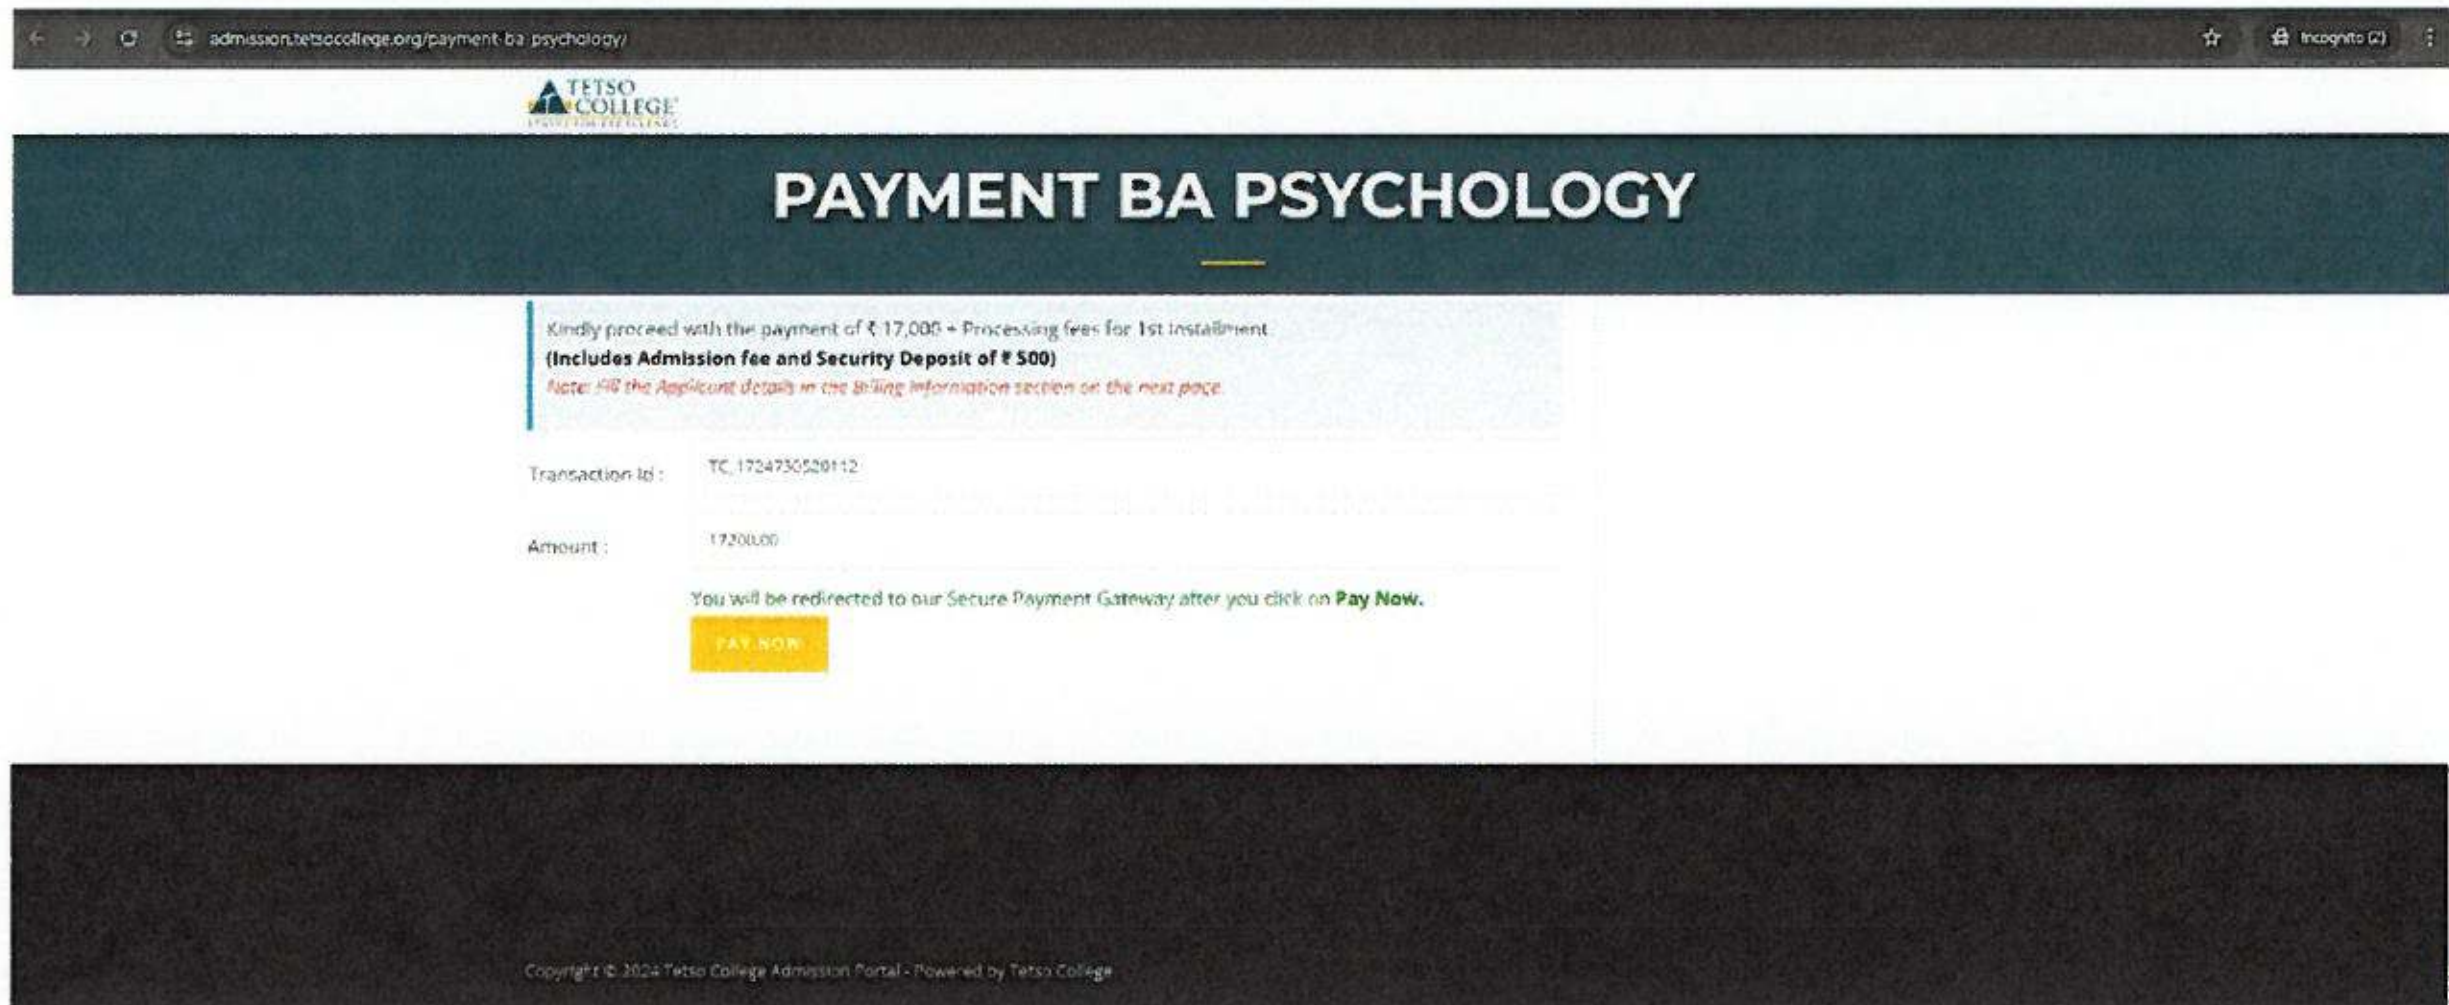 admission.tetsocollege.org/payment-ba-psychology/
Incognito (2)
TETSO
COLLEGE
PAYMENT BA PSYCHOLOGY
Kindly proceed with the payment of ₹ 17,000 + Processing fees for 1st Installment
(Includes Admission fee and Security Deposit of ₹ 500)
Note: Fill the Applicant details in the Billing Information section on the next page.
Transaction Id :
TC_1724730520112
Amount :
17200.00
You will be redirected to our Secure Payment Gateway after you click on Pay Now.
PAY NOW
Copyright © 2024 Tetso College Admission Portal - Powered by Tetso College